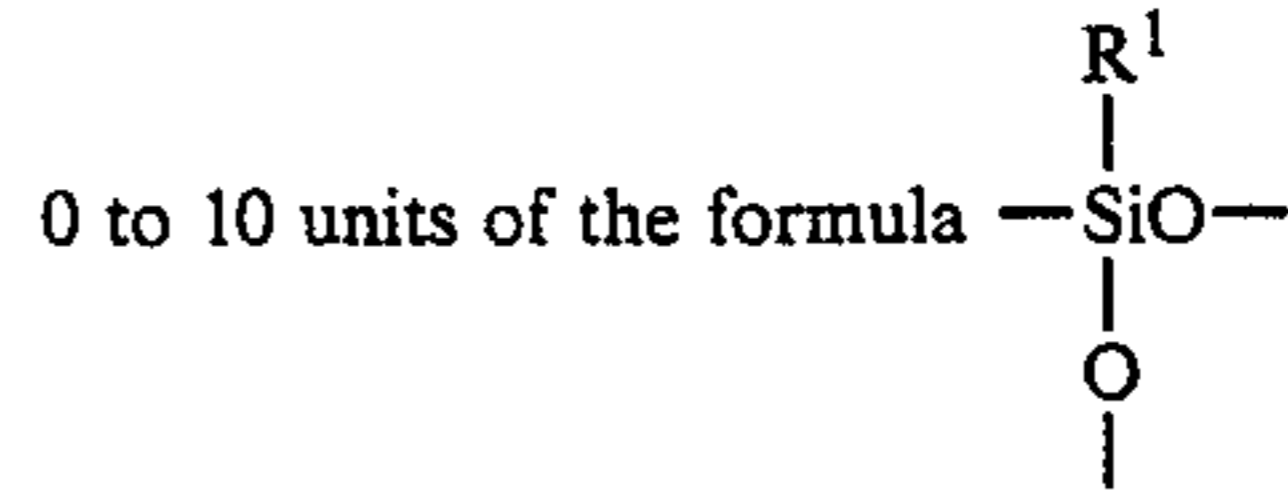 R¹
0 to 10 units of the formula —SiO—
O